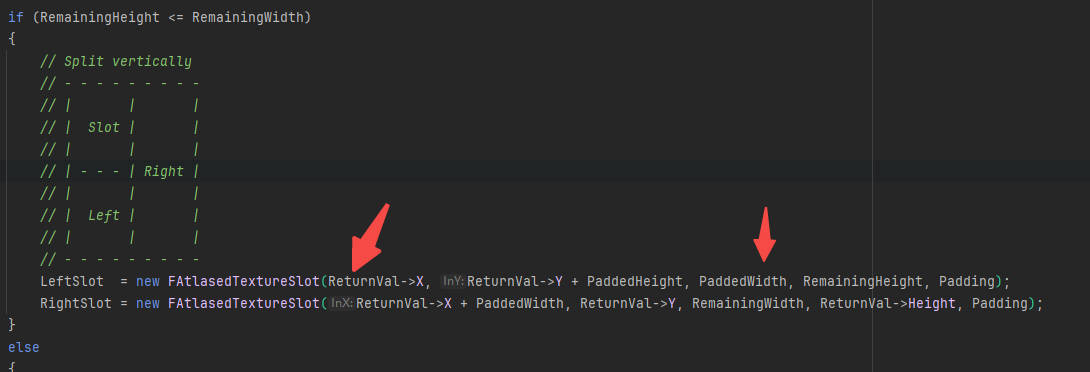 if (RemainingHeight <= RemainingWidth)
{
// Split vertically
// - - - - - - - - -
// |       |       |
// |  Slot |       |
// |       |       |
// | - - - | Right |
// |       |       |
// |  Left |       |
// |       |       |
// - - - - - - - - -
LeftSlot  = new FAtlasedTextureSlot(ReturnVal->X, InY: ReturnVal->Y + PaddedHeight, PaddedWidth, RemainingHeight, Padding);
RightSlot = new FAtlasedTextureSlot(InX: ReturnVal->X + PaddedWidth, ReturnVal->Y, RemainingWidth, ReturnVal->Height, Padding);
}
else
{